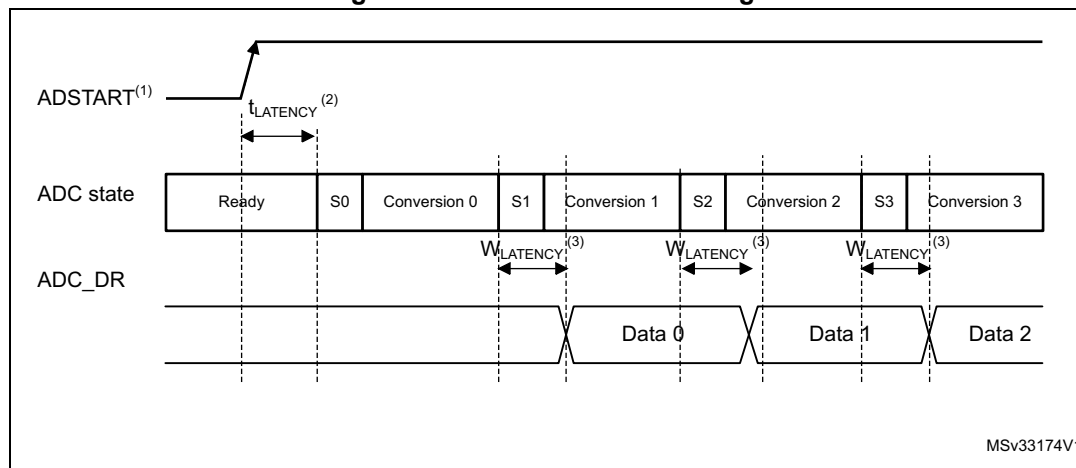 ADSTART(1)
tLATENCY (2)
ADC state
Ready S0 Conversion 0 S1 Conversion 1 S2 Conversion 2 S3 Conversion 3
WLATENCY(3) WLATENCY(3) WLATENCY(3)
ADC_DR
Data 0 Data 1 Data 2
MSv33174V1